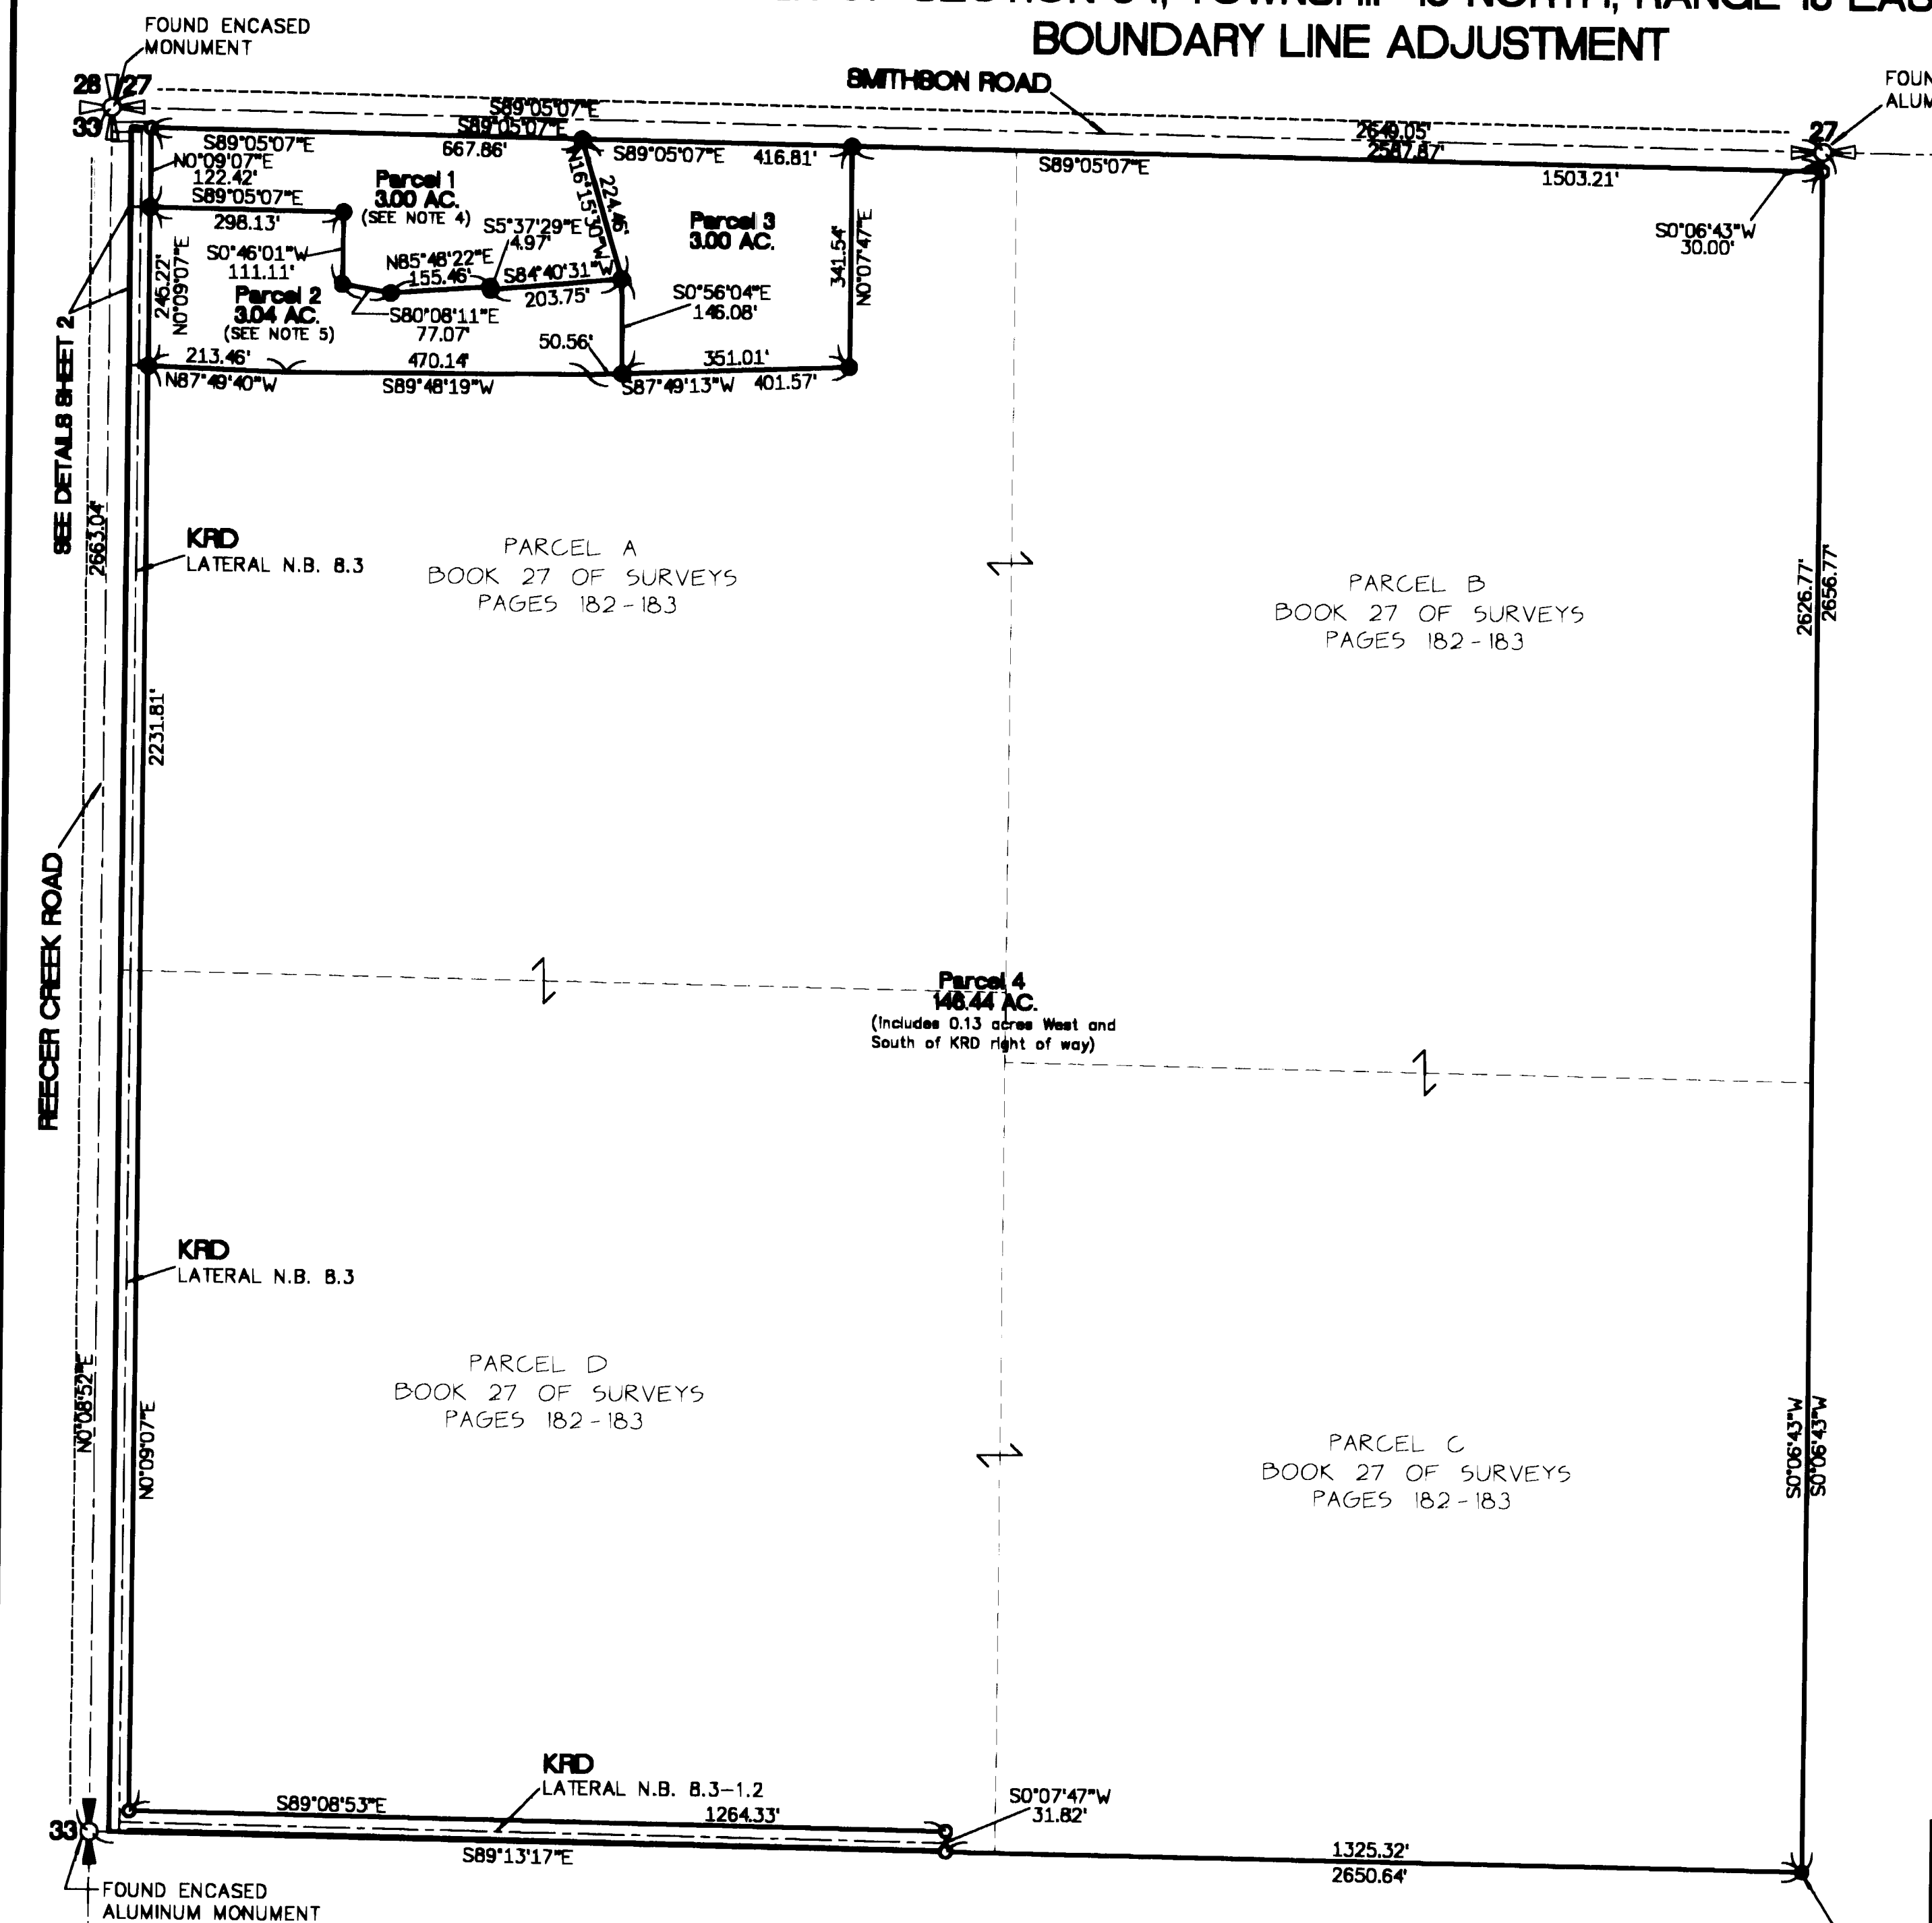 BOUNDARY LINE ADJUSTMENT
FOUND ENCASED
MONUMENT
SMITHSON ROAD
28 27
33
27
S89°05'07"E
S89°05'07"E
2649.05'
2587.87'
S89°05'07"E
667.86'
S89°05'07"E 416.81'
S89°05'07"E
1503.21'
S0°06'43"W
30.00'
N0°09'07"E
122.42'
S89°05'07"E
298.13'
Parcel 1
3.00 AC.
(SEE NOTE 4)
N16°15'30"W
224.46'
Parcel 3
3.00 AC.
341.54'
N0°07'47"E
S5°37'29"E
4.97'
S0°46'01"W
111.11'
N85°48'22"E
155.46'
S84°40'31"W
203.75'
S0°56'04"E
146.08'
245.22'
N0°09'07"E
Parcel 2
3.04 AC.
(SEE NOTE 5)
S80°08'11"E
77.07'
213.46'
N87°49'40"W
470.14'
S89°48'19"W
50.56'
351.01'
S87°49'13"W 401.57'
SEE DETAILS SHEET 2
2663.04'
KRD
LATERAL N.B. 8.3
PARCEL A
BOOK 27 OF SURVEYS
PAGES 182-183
PARCEL B
BOOK 27 OF SURVEYS
PAGES 182-183
2626.77'
2656.77'
2231.81'
REECER CREEK ROAD
Parcel 4
146.44 AC.
(Includes 0.13 acres West and
South of KRD right of way)
KRD
LATERAL N.B. 8.3
N0°08'52"E
N0°09'07"E
PARCEL D
BOOK 27 OF SURVEYS
PAGES 182-183
PARCEL C
BOOK 27 OF SURVEYS
PAGES 182-183
S0°06'43"W
S0°06'43"W
KRD
LATERAL N.B. 8.3-1.2
S89°08'53"E
1264.33'
S0°07'47"W
31.82'
33
S89°13'17"E
1325.32'
2650.64'
FOUND ENCASED
ALUMINUM MONUMENT